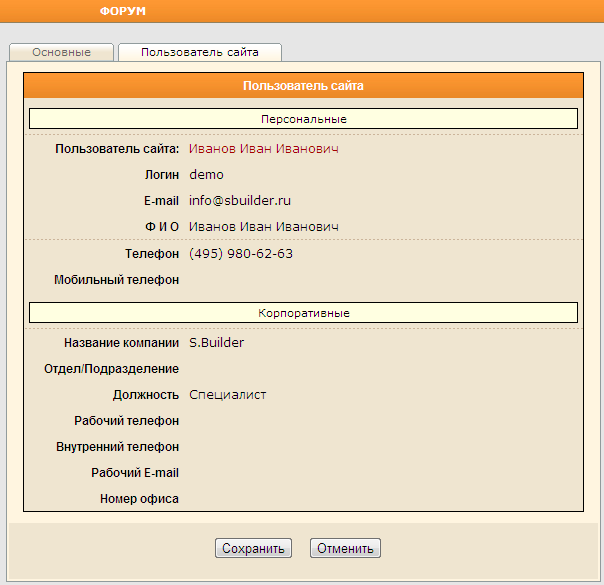 ФОРУМ
Основные
Пользователь сайта
Пользователь сайта
Персональные
Пользователь сайта: Иванов Иван Иванович
Логин demo
E-mail info@sbuilder.ru
Ф И О Иванов Иван Иванович
Телефон (495) 980-62-63
Мобильный телефон
Корпоративные
Название компании S.Builder
Отдел/Подразделение
Должность Специалист
Рабочий телефон
Внутренний телефон
Рабочий E-mail
Номер офиса
Сохранить Отменить